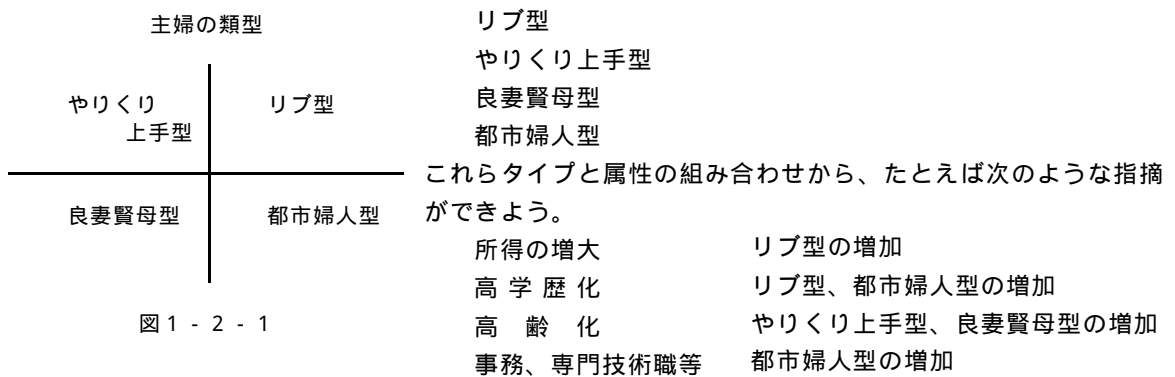 主婦の類型
やりくり
上手型
リブ型
良妻賢母型
都市婦人型
図1-2-1
リブ型
やりくり上手型
良妻賢母型
都市婦人型
これらタイプと属性の組み合わせから、たとえば次のような指摘
ができよう。
所得の増大 リブ型の増加
高学歴化 リブ型、都市婦人型の増加
高齢化 やりくり上手型、良妻賢母型の増加
事務、専門技術職等 都市婦人型の増加